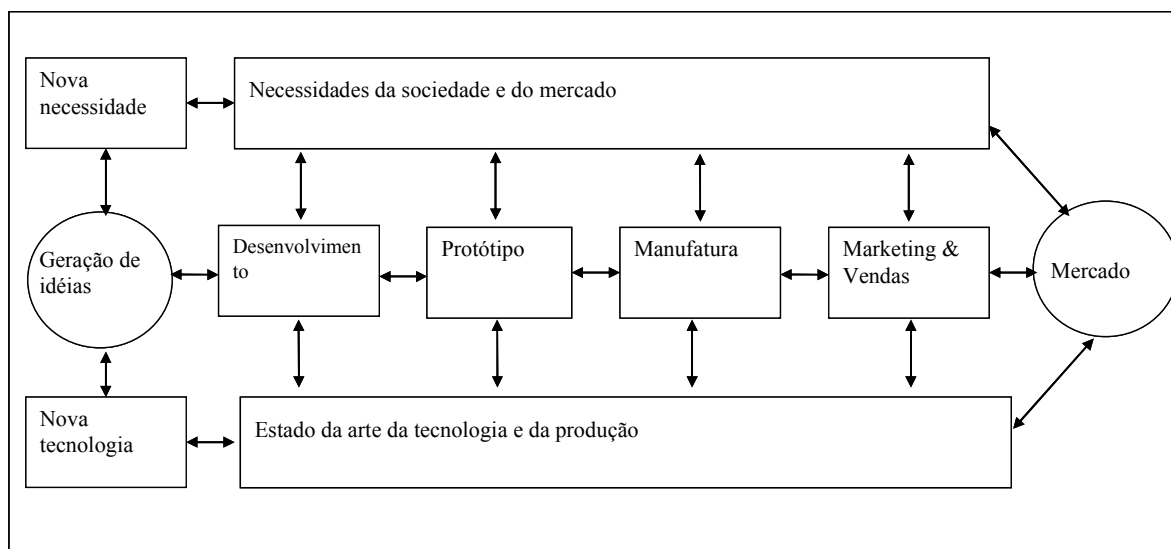 Nova
necessidade
Necessidades da sociedade e do mercado
Geração de
idéias
Desenvolvimen
to
Protótipo
Manufatura
Marketing &
Vendas
Mercado
Nova
tecnologia
Estado da arte da tecnologia e da produção